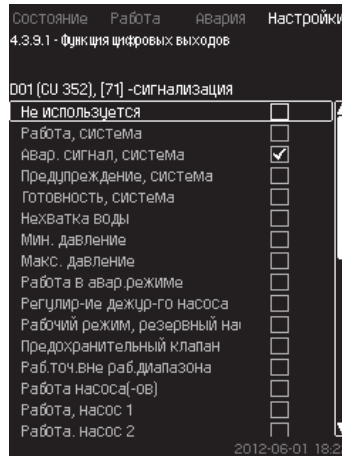 Состояние Работа Авария Настройки
4.3.9.1 - Функция цифровых выходов
DO1 (CU 352), [71] -сигнализация
Не используется
Работа, система
Авар. сигнал, система
Предупреждение, система
Готовность, система
Нехватка воды
Мин. давление
Макс. давление
Работа в авар.режиме
Регулир-ие дежур-го насоса
Рабочий режим, резервный
Предохранительный клапан
Раб.точ.вне раб.диапазона
Работа насоса(-ов)
Работа, насос 1
Работа. насос 2
2012-06-01 18:2